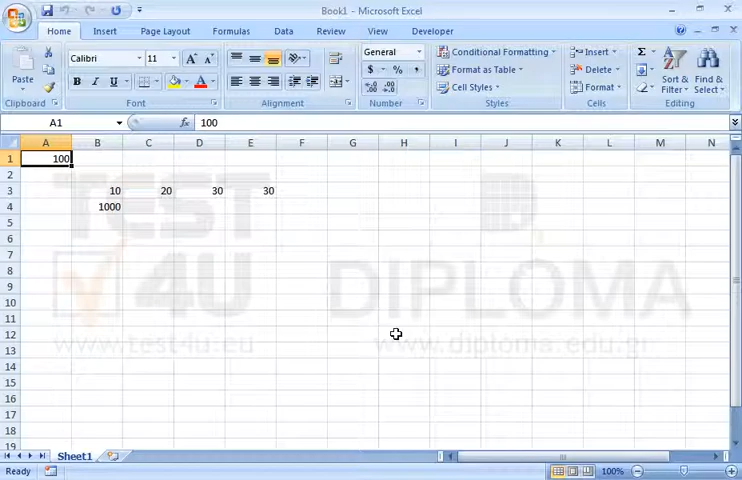 Book1 - Microsoft Excel
Home Insert Page Layout Formulas Data Review View Developer
Calibri 11 General Conditional Formatting Insert Σ
Paste B I U A A $ % , Format as Table Delete Sort & Filter Find & Select
Cell Styles Format
Clipboard Font Alignment Number Styles Cells Editing
A1 fx 100
A B C D E F G H I J K L M N
1 100
2
3 10 20 30 30
4 1000
5
6
7
8
9
10
11
12
13
14
15
16
17
18
19
TEST 4U DIPLOMA
www.test4u.eu www.diploma.edu.gr
Sheet1
Ready 100%